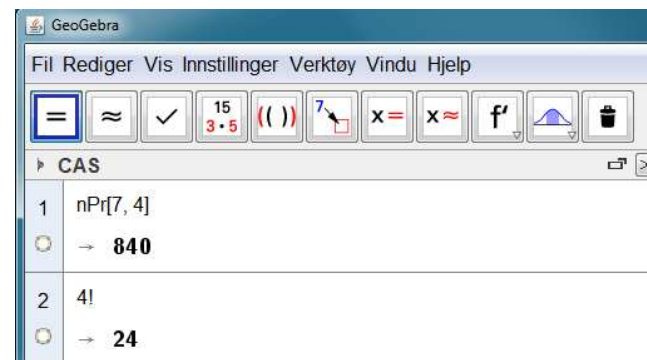 GeoGebra
Fil Rediger Vis Innstillinger Verktøy Vindu Hjelp
= ≈ ✓ 15 3·5 (( )) 7 x= x≈ f′
CAS
1 nPr[7, 4]
→ 840
2 4!
→ 24